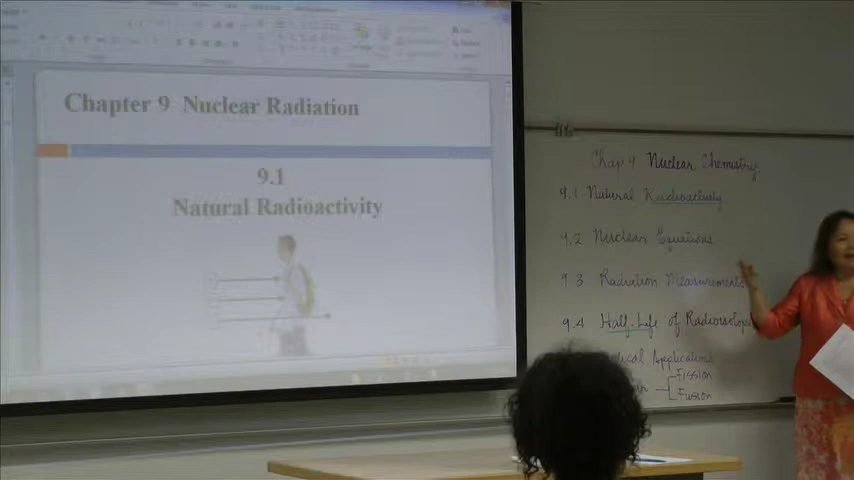 Chapter 9 Nuclear Radiation
9.1
Natural Radioactivity
Chap 9 Nuclear Chemistry
9.1 Natural Radioactivity
9.2 Nuclear Equations
9.3 Radiation Measurements
9.4 Half-Life of Radioisotopes
Applications
Fission
Fusion